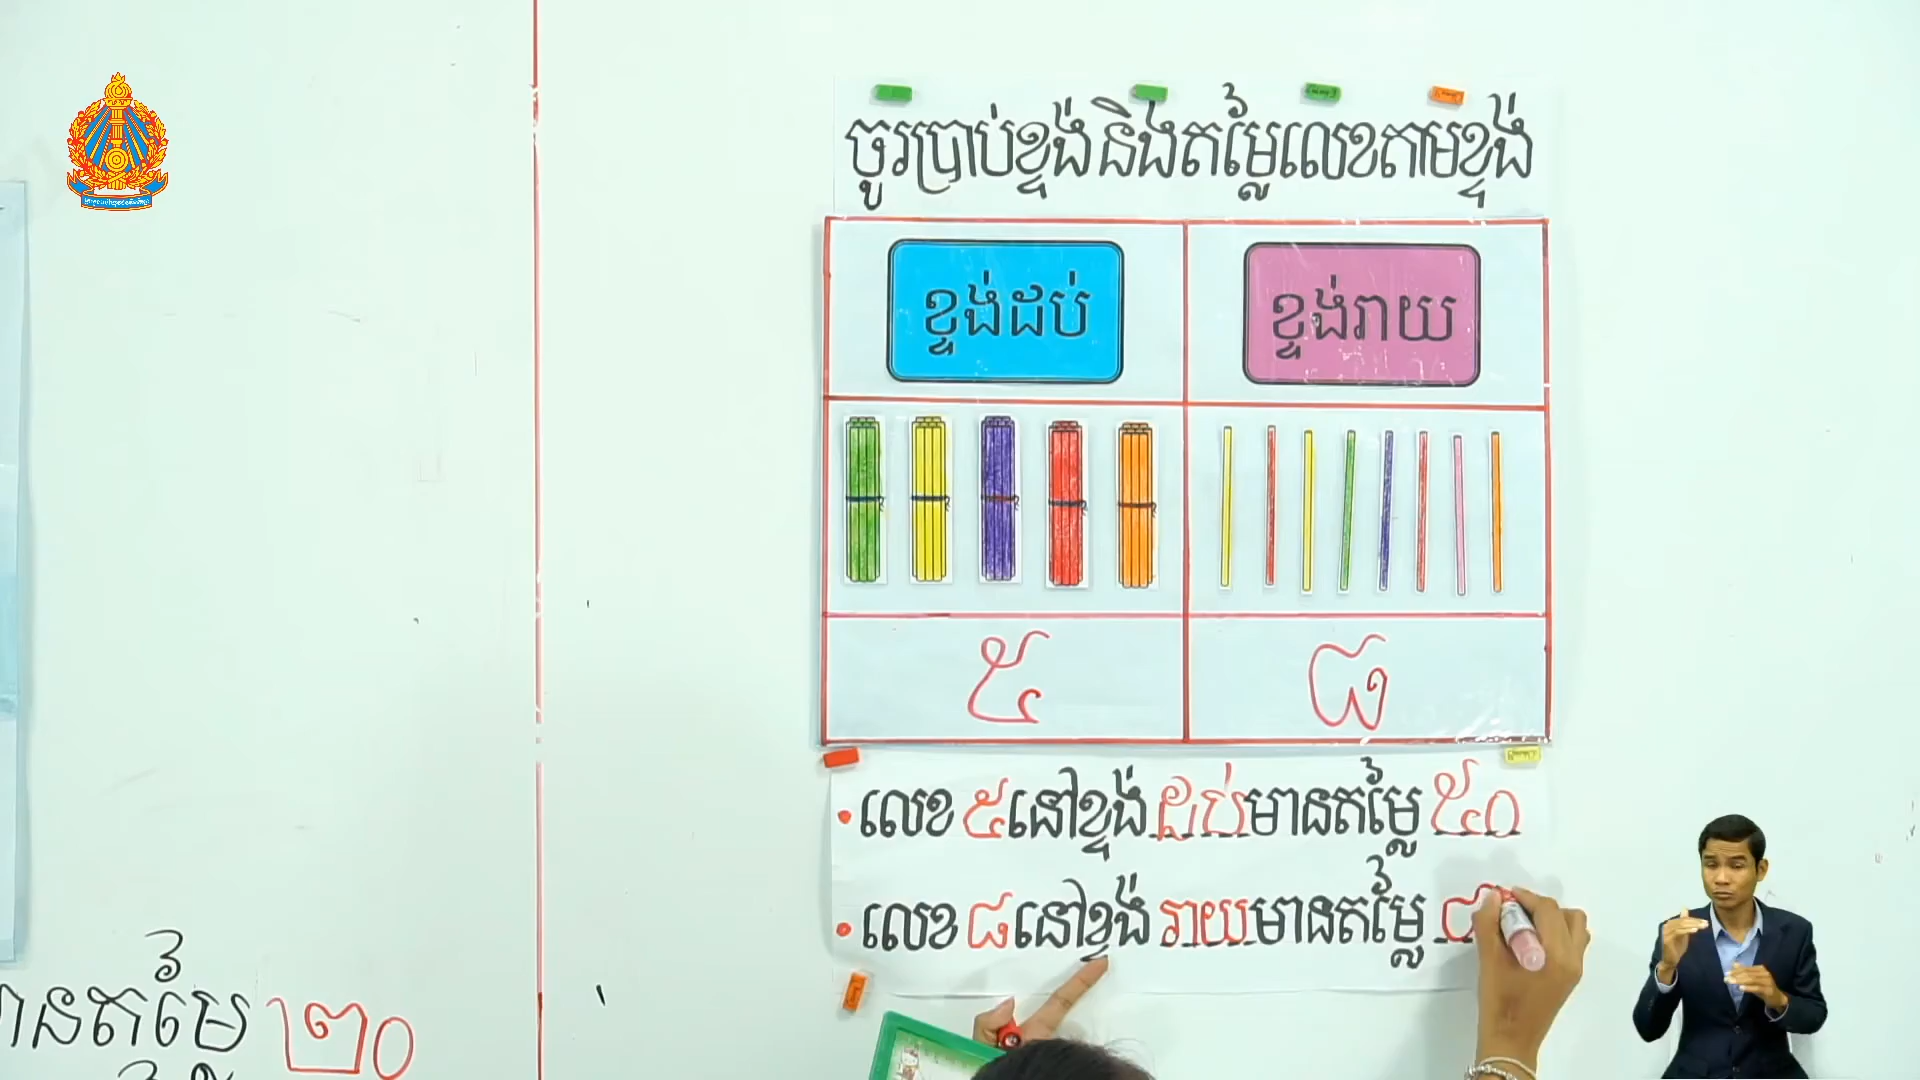 ចូរប្រាប់ខ្ទង់និងតម្លៃលេខតាមខ្ទង់
ខ្ទង់ដប់ ខ្ទង់រាយ
៥ ៨
• លេខ ៥ នៅខ្ទង់ ដប់ មានតម្លៃ ៥០
• លេខ ៨ នៅខ្ទង់ រាយ មានតម្លៃ
មានតម្លៃ ២០